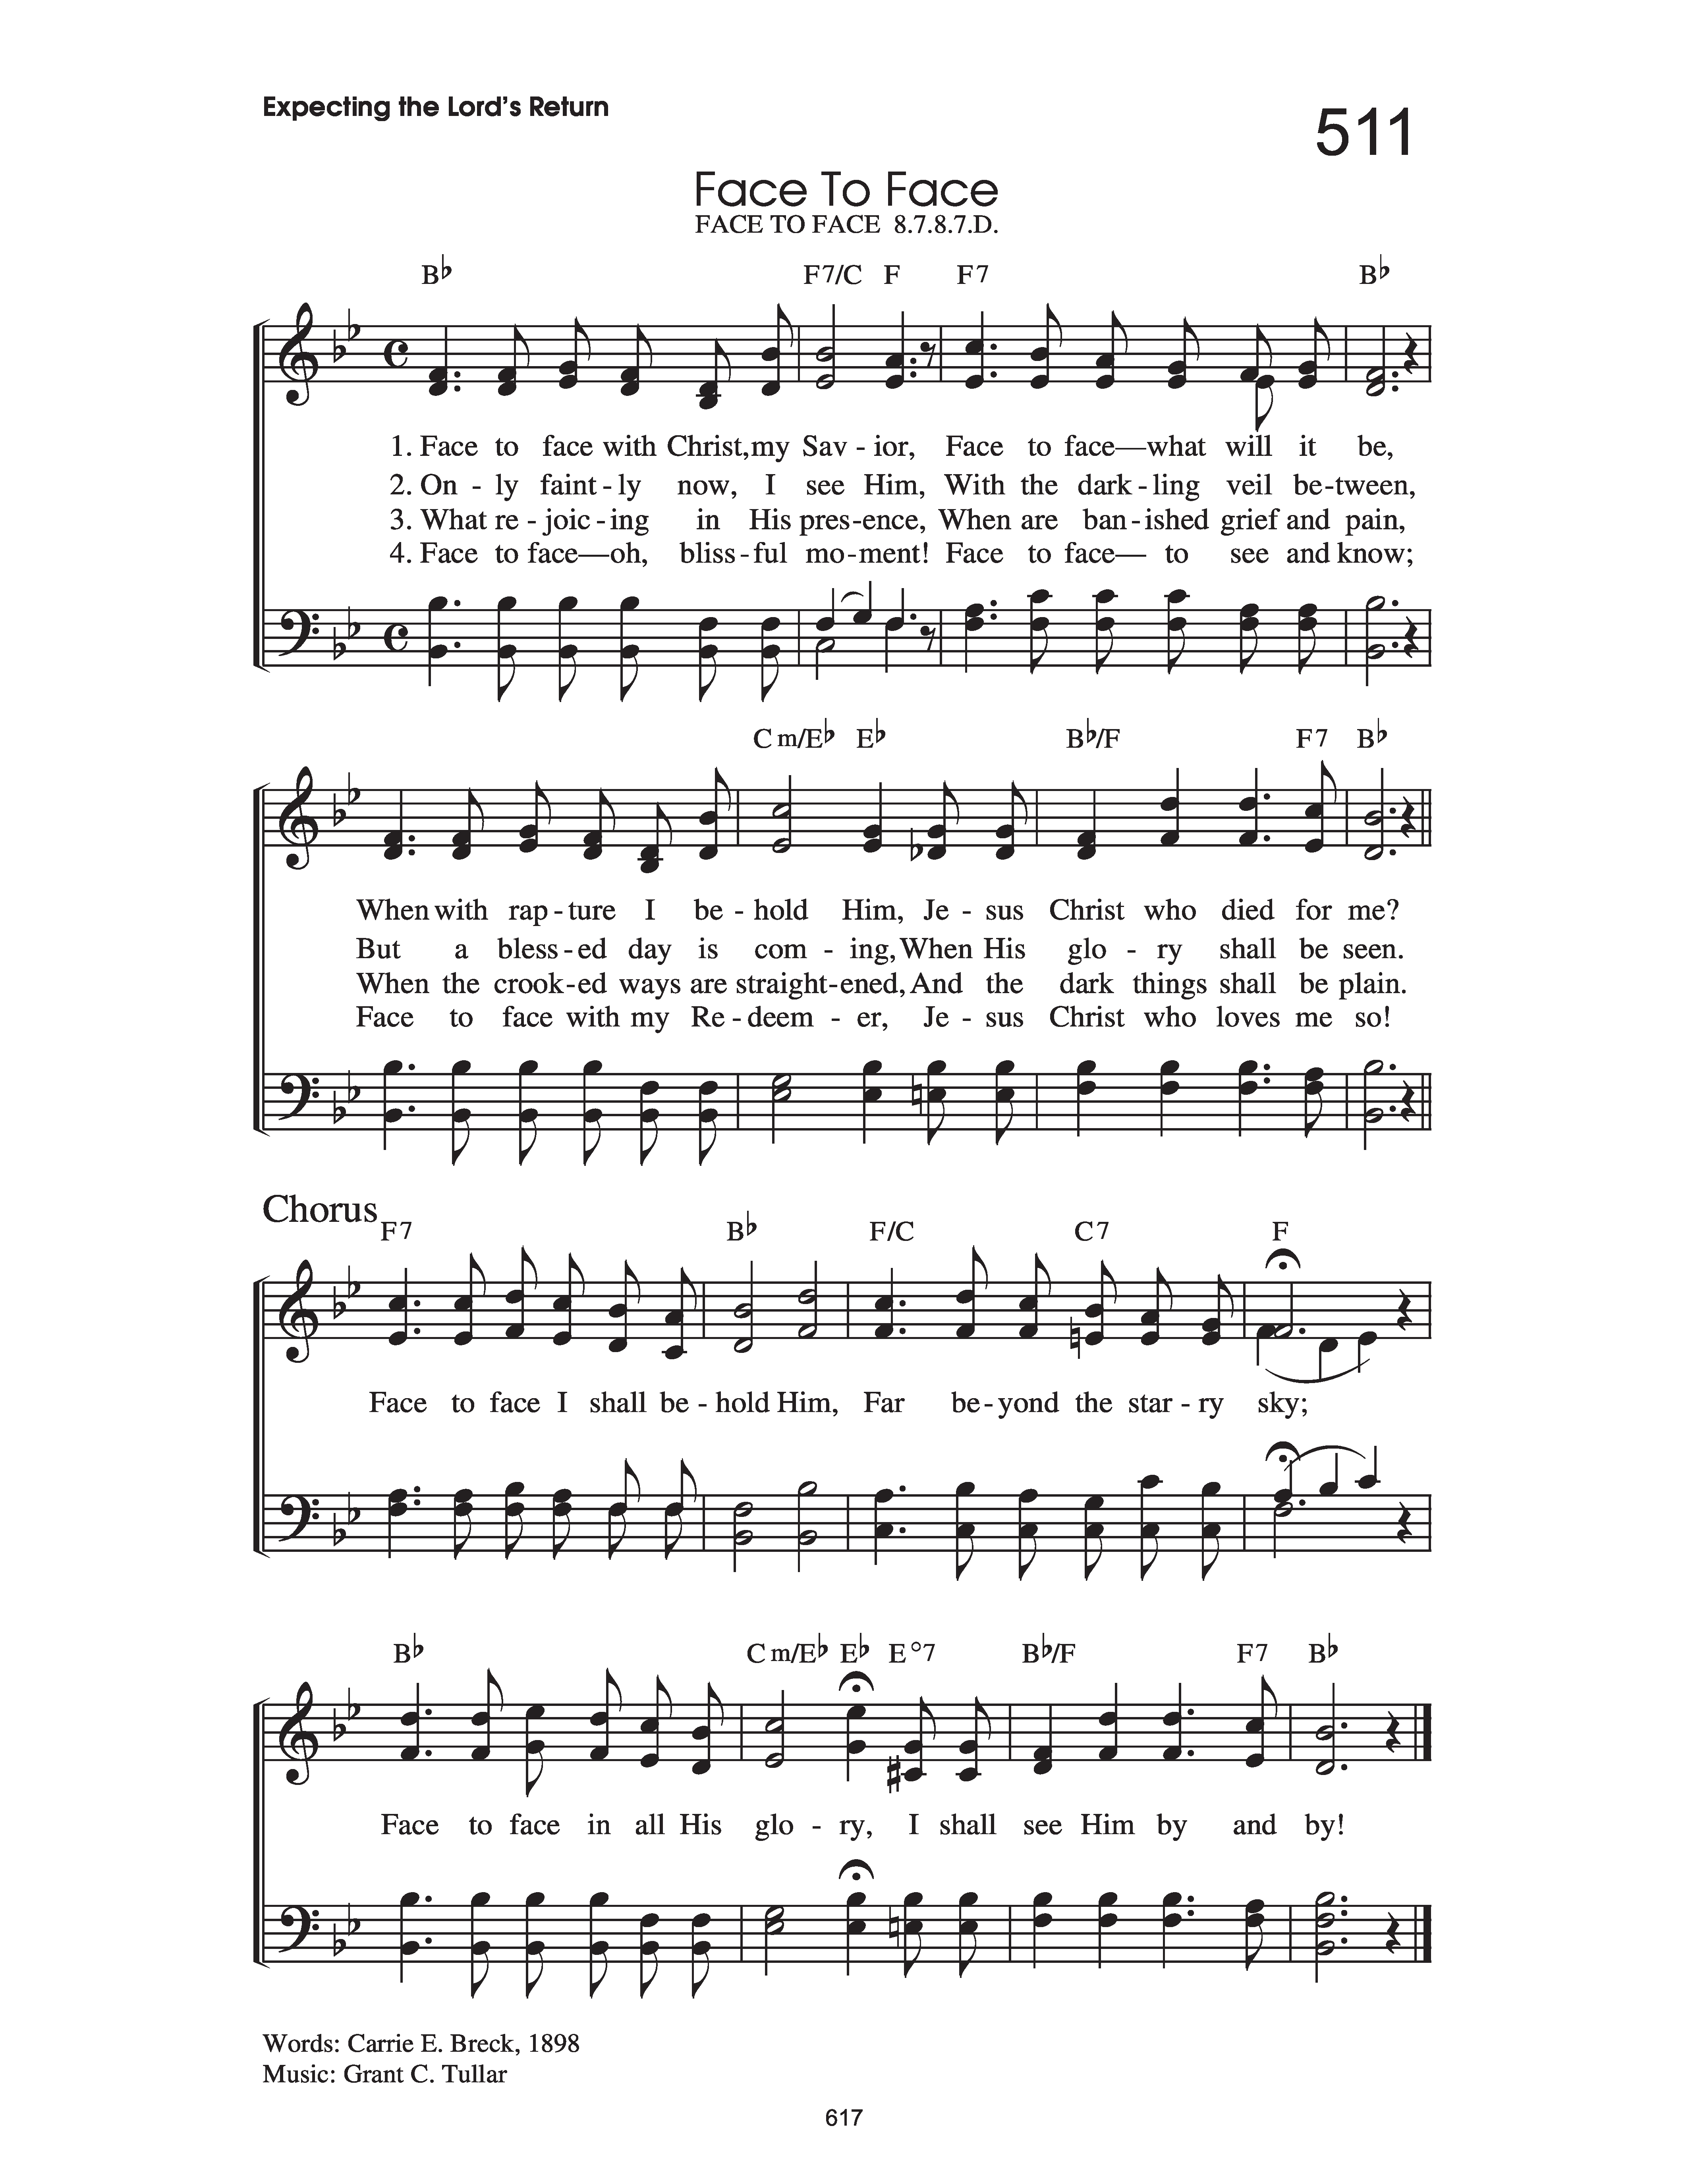 Expecting the Lord's Return
511
Face To Face
FACE TO FACE 8.7.8.7.D.
B♭ F7/C F F7 B♭
1. Face to face with Christ, my Sav - ior, Face to face—what will it be,
2. On - ly faint - ly now, I see Him, With the dark - ling veil be - tween,
3. What re - joic - ing in His pres - ence, When are ban - ished grief and pain,
4. Face to face—oh, bliss - ful mo - ment! Face to face— to see and know;
C m/E♭ E♭ B♭/F F7 B♭
When with rap - ture I be - hold Him, Je - sus Christ who died for me?
But a bless - ed day is com - ing, When His glo - ry shall be seen.
When the crook - ed ways are straight - ened, And the dark things shall be plain.
Face to face with my Re - deem - er, Je - sus Christ who loves me so!
Chorus
F7 B♭ F/C C7 F
Face to face I shall be - hold Him, Far be - yond the star - ry sky;
B♭ C m/E♭ E♭ E°7 B♭/F F7 B♭
Face to face in all His glo - ry, I shall see Him by and by!
Words: Carrie E. Breck, 1898
Music: Grant C. Tullar
617